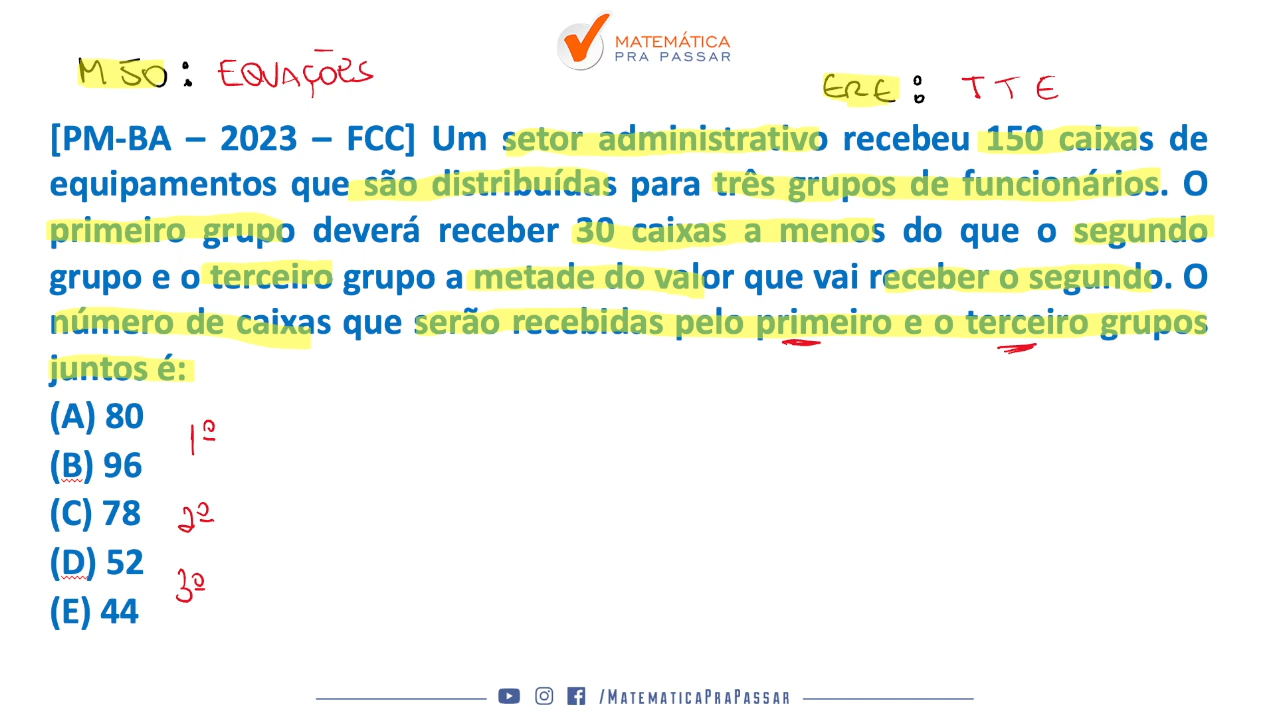 MATEMÁTICA
PRA PASSAR
M50: EQUAÇÕES
ERE: TTE
[PM-BA – 2023 – FCC] Um setor administrativo recebeu 150 caixas de
equipamentos que são distribuídas para três grupos de funcionários. O
primeiro grupo deverá receber 30 caixas a menos do que o segundo
grupo e o terceiro grupo a metade do valor que vai receber o segundo. O
número de caixas que serão recebidas pelo primeiro e o terceiro grupos
juntos é:
(A) 80
1º
(B) 96
(C) 78
2º
(D) 52
3º
(E) 44
/MATEMATICAPRAPASSAR